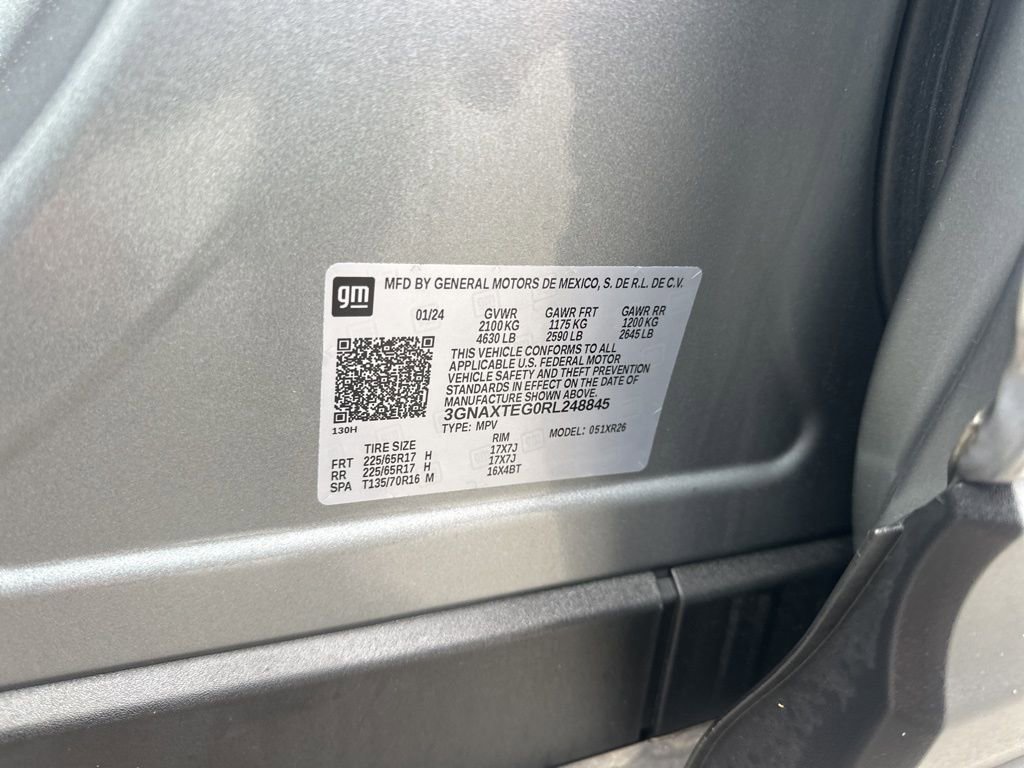 gm
MFD BY GENERAL MOTORS DE MEXICO, S. DE R.L. DE C.V.
01/24 GVWR GAWR FRT GAWR RR
2100 KG 1175 KG 1200 KG
4630 LB 2590 LB 2645 LB
THIS VEHICLE CONFORMS TO ALL
APPLICABLE U.S. FEDERAL MOTOR
VEHICLE SAFETY AND THEFT PREVENTION
STANDARDS IN EFFECT ON THE DATE OF
MANUFACTURE SHOWN ABOVE.
3GNAXTEG0RL248845
130H
TYPE: MPV MODEL: 051XR26
TIRE SIZE RIM
FRT 225/65R17 H 17X7J
RR 225/65R17 H 17X7J
SPA T135/70R16 M 16X4BT